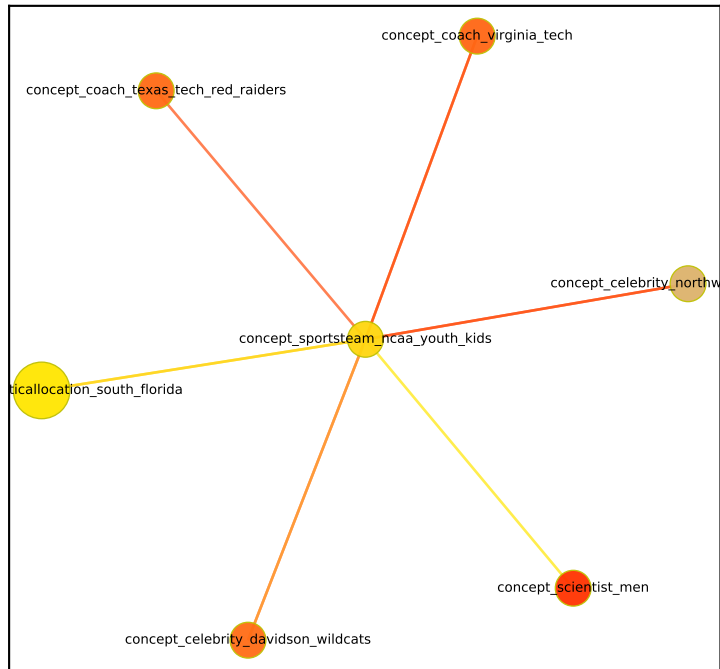 concept_coach_virginia_tech
concept_coach_texas_tech_red_raiders
concept_celebrity_northw
concept_sportsteam_ncaa_youth_kids
ticallocation_south_florida
concept_scientist_men
concept_celebrity_davidson_wildcats